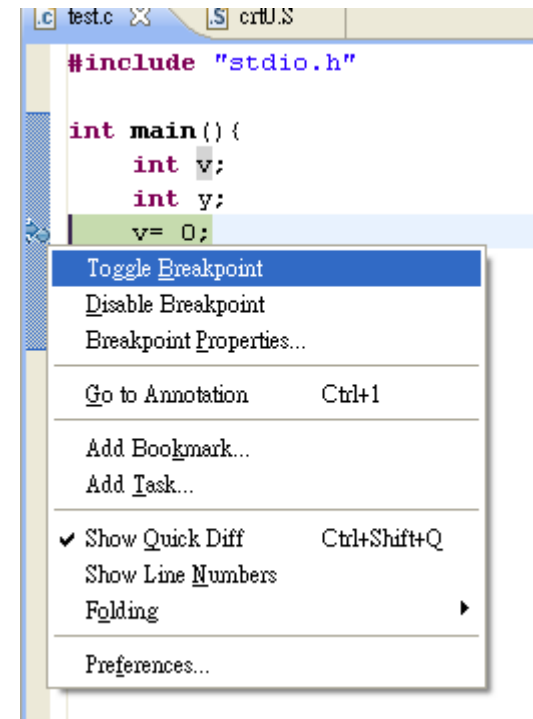 .c test.c .S crt0.S
#include "stdio.h"
int main(){
int v;
int y;
v= 0;
Toggle Breakpoint
Disable Breakpoint
Breakpoint Properties...
Go to Annotation Ctrl+1
Add Bookmark...
Add Task...
Show Quick Diff Ctrl+Shift+Q
Show Line Numbers
Folding
Preferences...